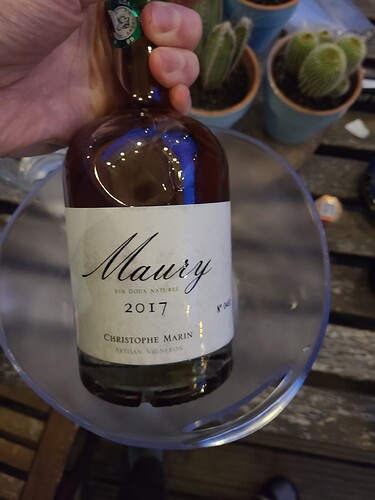 Maury
VIN DOUX NATUREL
2017
N°
CHRISTOPHE MARIN
ARTISAN VIGNERON